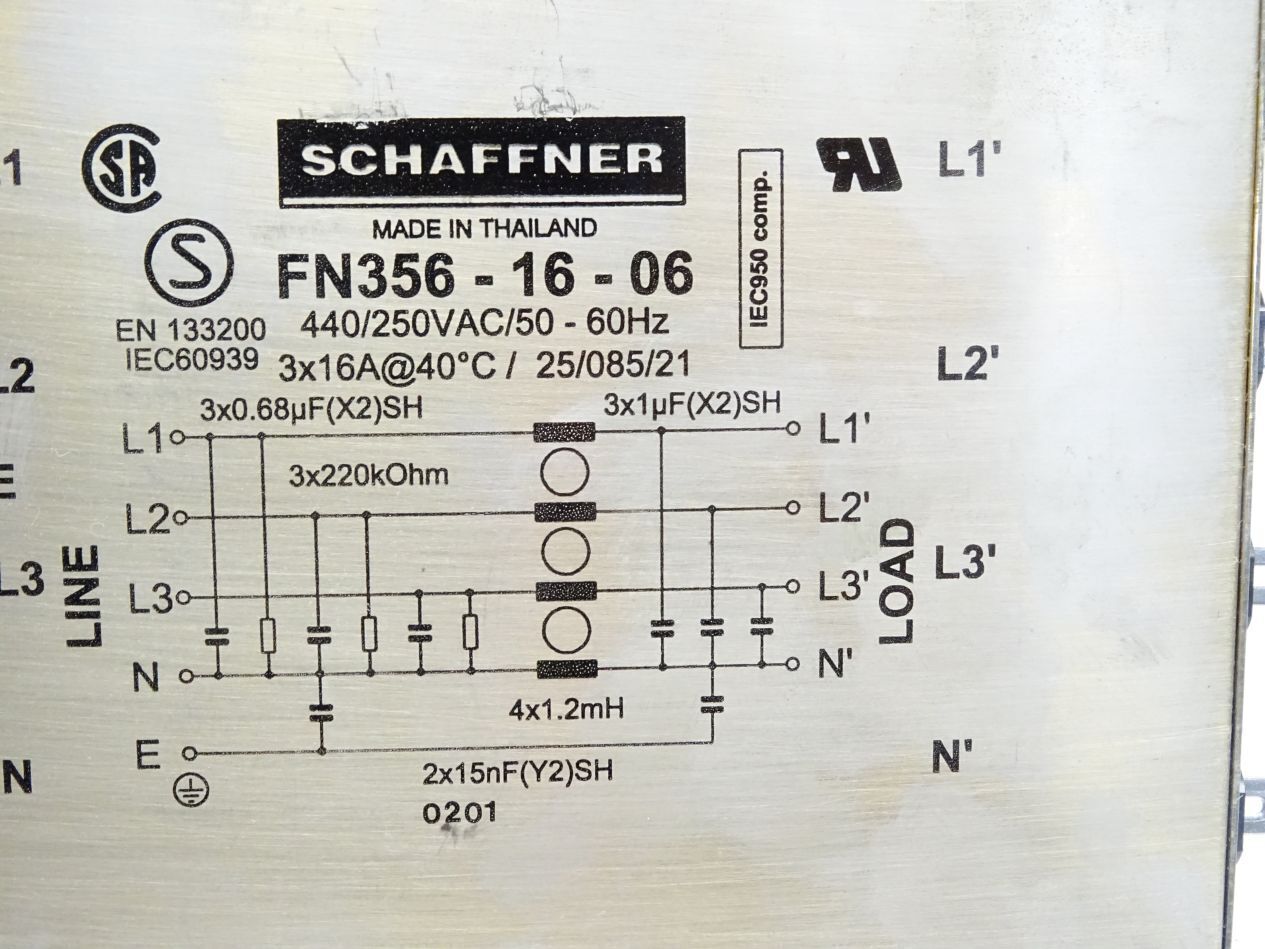 SCHAFFNER
MADE IN THAILAND
FN356 - 16 - 06
440/250VAC/50 - 60Hz
3x16A@40°C / 25/085/21
SA
S
EN 133200
IEC60939
IEC950 comp.
RU
L1'
L2
L2'
L3
L3'
N
N'
LINE
LOAD
3x0.68µF(X2)SH
3x1µF(X2)SH
L1
L1'
3x220kOhm
L2
L2'
L3
L3'
N
N'
4x1.2mH
E
2x15nF(Y2)SH
0201